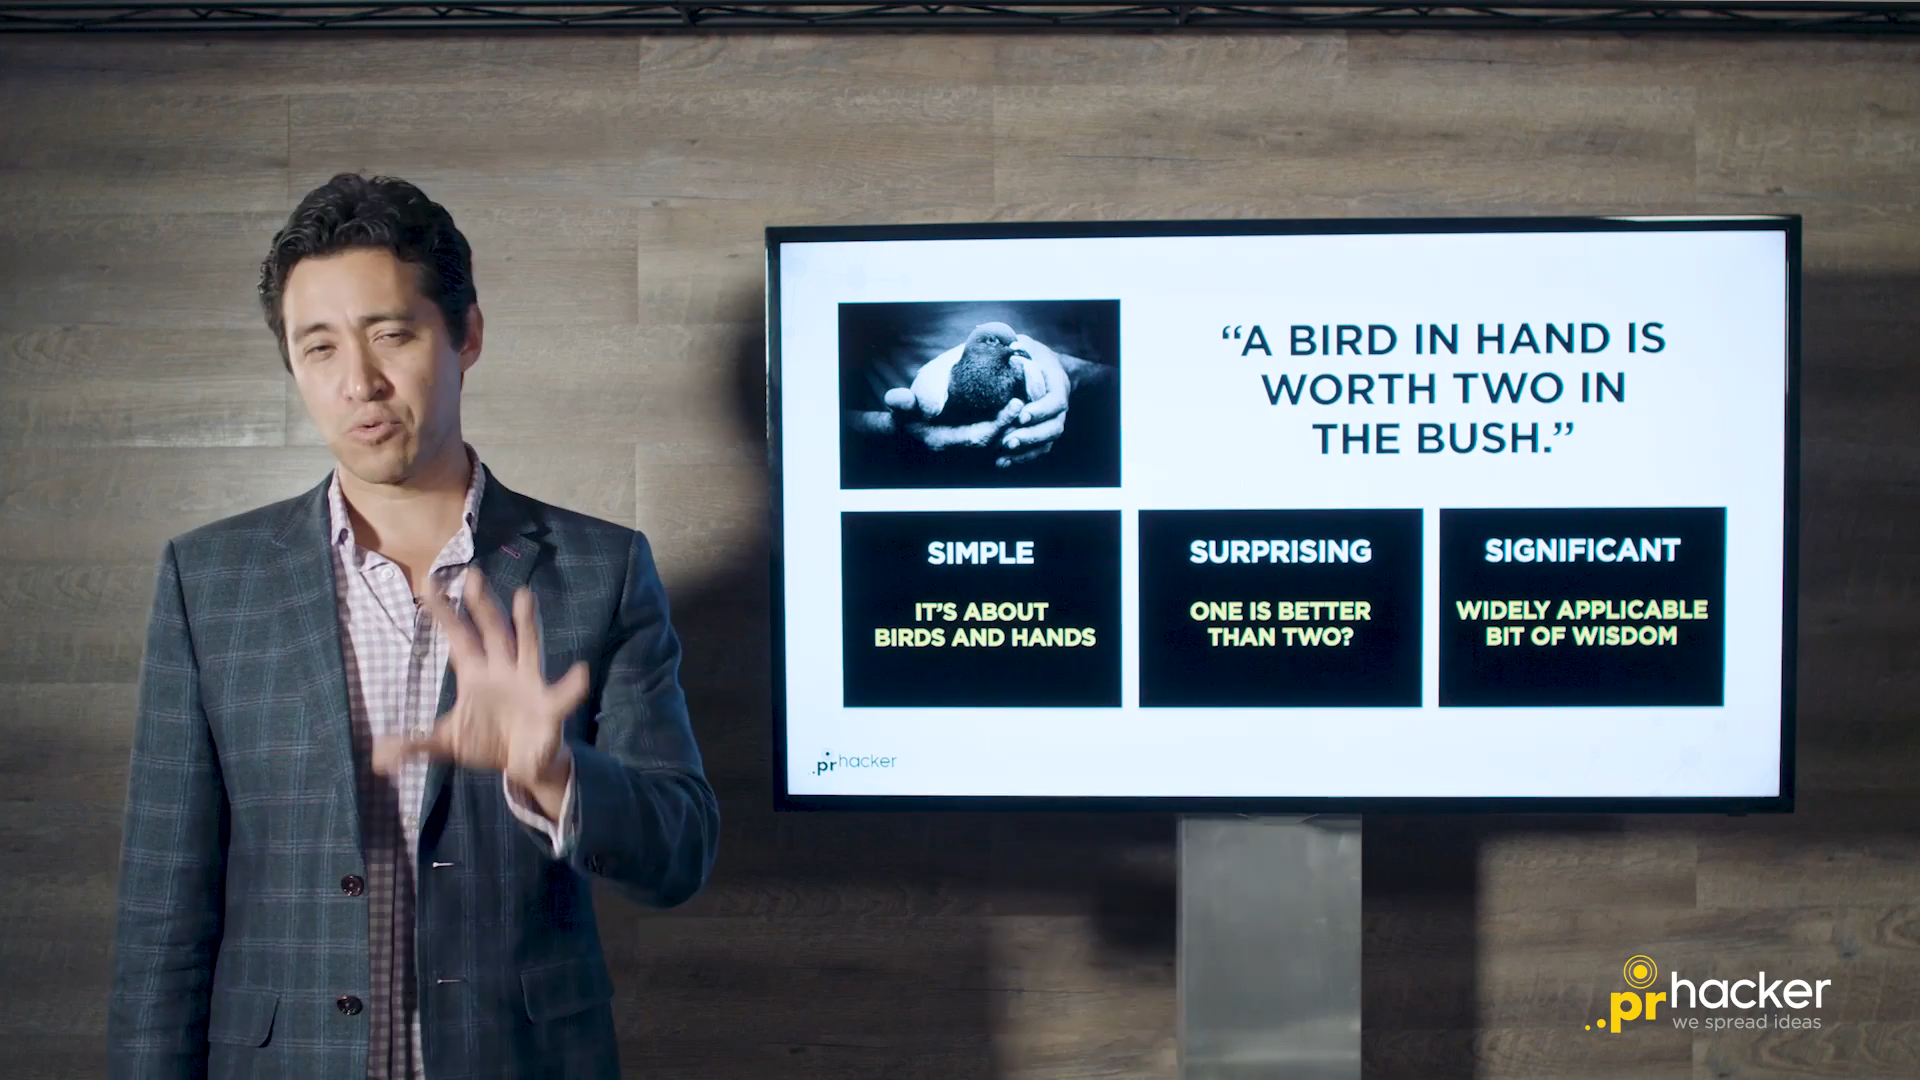 “A BIRD IN HAND IS
WORTH TWO IN
THE BUSH.”
SIMPLE
IT’S ABOUT
BIRDS AND HANDS
SURPRISING
ONE IS BETTER
THAN TWO?
SIGNIFICANT
WIDELY APPLICABLE
BIT OF WISDOM
..prhacker
..prhacker
we spread ideas